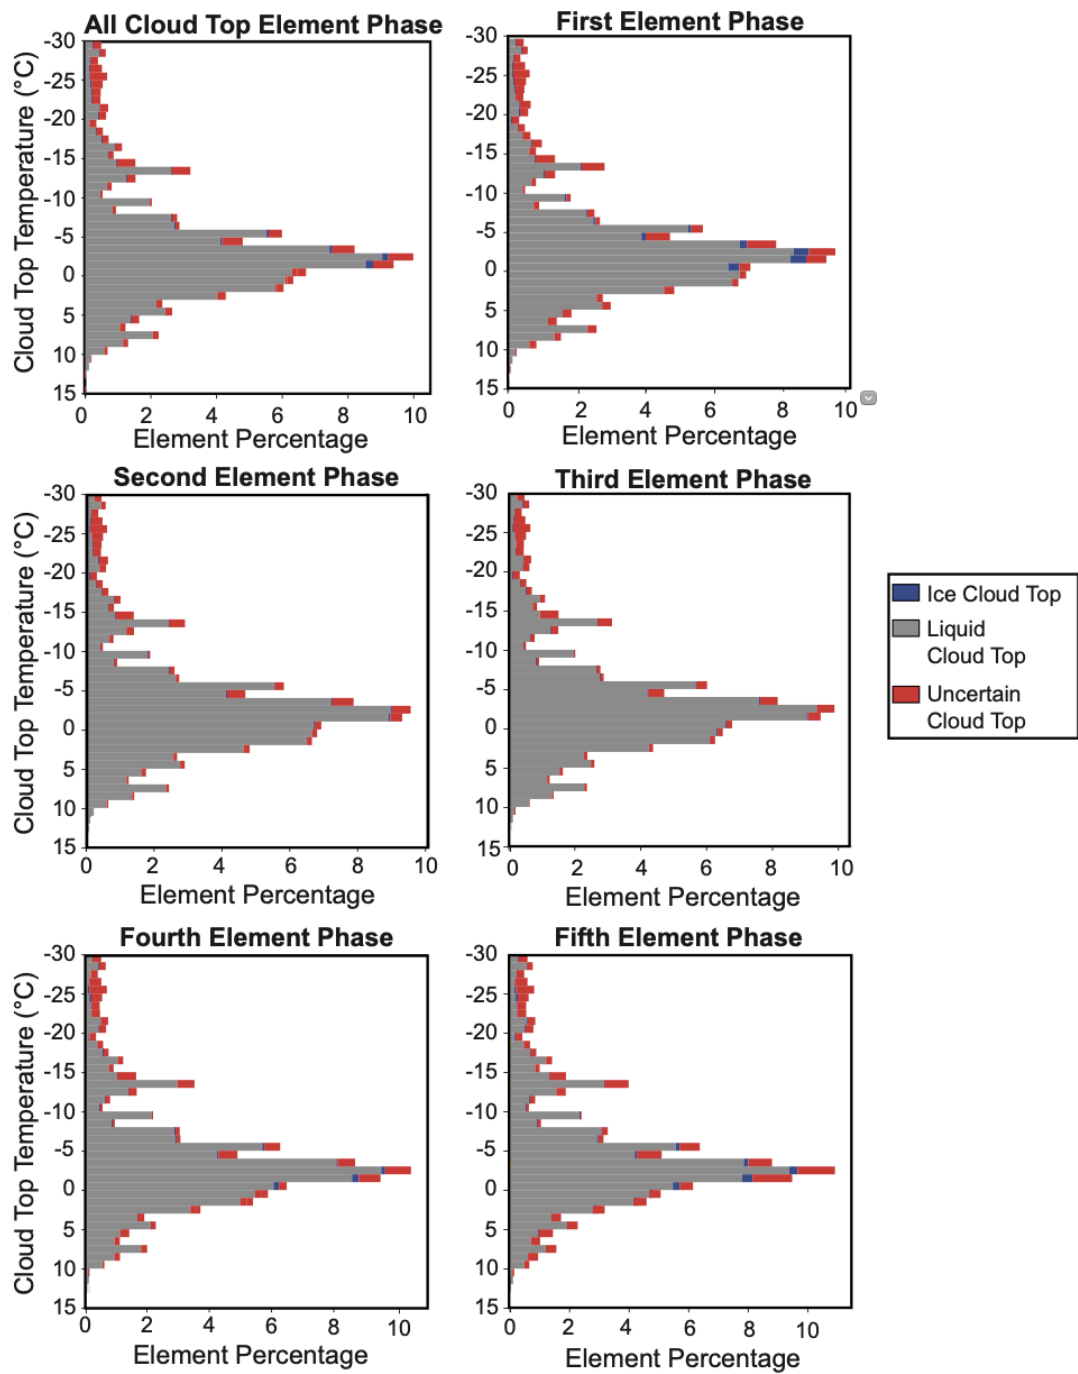 All Cloud Top Element Phase
-30
-25
-20
-15
-10
-5
0
5
10
15
Cloud Top Temperature (°C)
0 2 4 6 8 10
Element Percentage
First Element Phase
-30
-25
-20
-15
-10
-5
0
5
10
15
0 2 4 6 8 10
Element Percentage
Second Element Phase
-30
-25
-20
-15
-10
-5
0
5
10
15
Cloud Top Temperature (°C)
0 2 4 6 8 10
Element Percentage
Third Element Phase
-30
-25
-20
-15
-10
-5
0
5
10
15
0 2 4 6 8 10
Element Percentage
Ice Cloud Top
Liquid
Cloud Top
Uncertain
Cloud Top
Fourth Element Phase
-30
-25
-20
-15
-10
-5
0
5
10
15
Cloud Top Temperature (°C)
0 2 4 6 8 10
Element Percentage
Fifth Element Phase
-30
-25
-20
-15
-10
-5
0
5
10
15
0 2 4 6 8 10
Element Percentage